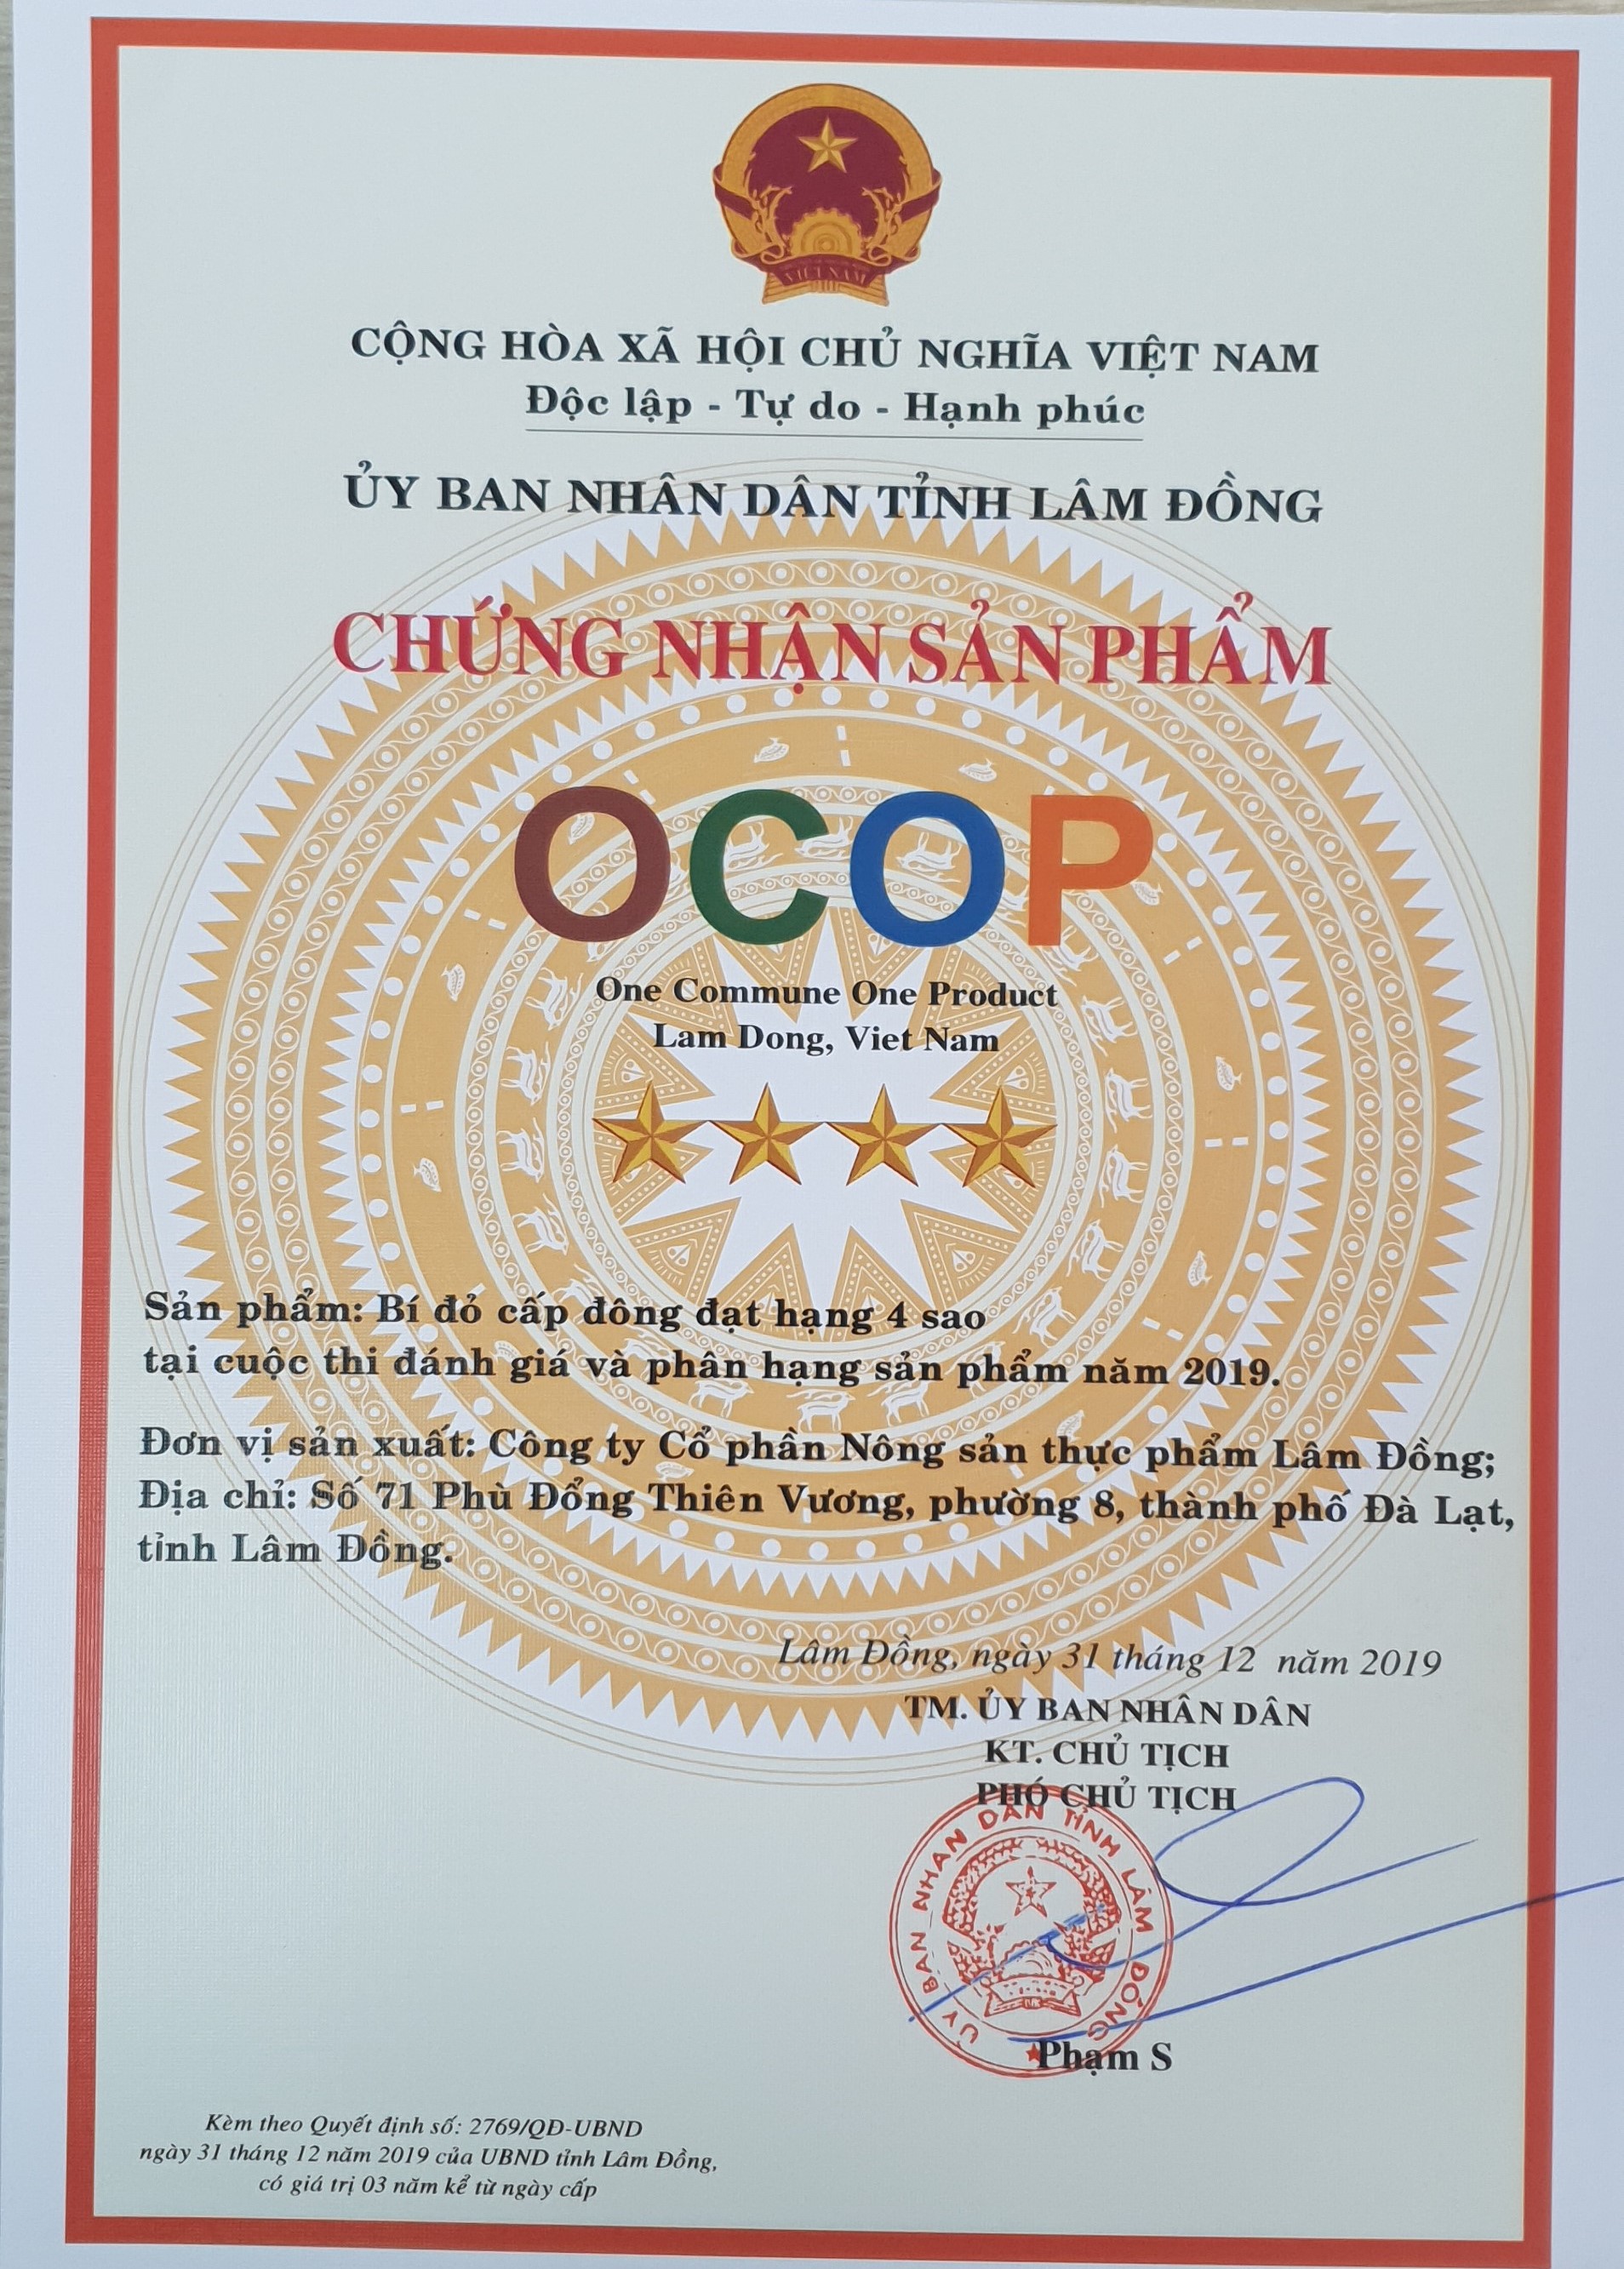 VIỆT NAM
CỘNG HÒA XÃ HỘI CHỦ NGHĨA VIỆT NAM
Độc lập - Tự do - Hạnh phúc
ỦY BAN NHÂN DÂN TỈNH LÂM ĐỒNG
CHỨNG NHẬN SẢN PHẨM
OCOP
One Commune One Product
Lam Dong, Viet Nam
Sản phẩm: Bí đỏ cấp đông đạt hạng 4 sao
tại cuộc thi đánh giá và phân hạng sản phẩm năm 2019.
Đơn vị sản xuất: Công ty Cổ phần Nông sản thực phẩm Lâm Đồng;
Địa chỉ: Số 71 Phù Đổng Thiên Vương, phường 8, thành phố Đà Lạt,
tỉnh Lâm Đồng.
Lâm Đồng, ngày 31 tháng 12 năm 2019
TM. ỦY BAN NHÂN DÂN
KT. CHỦ TỊCH
PHÓ CHỦ TỊCH
ỦY BAN NHÂN DÂN TỈNH LÂM ĐỒNG
Phạm S
Kèm theo Quyết định số: 2769/QĐ-UBND
ngày 31 tháng 12 năm 2019 của UBND tỉnh Lâm Đồng,
có giá trị 03 năm kể từ ngày cấp